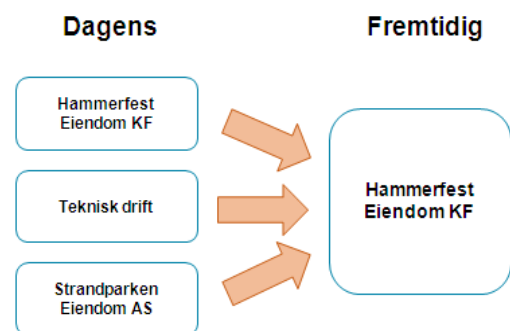 Dagens
Fremtidig
Hammerfest
Eiendom KF
Teknisk drift
Strandparken
Eiendom AS
Hammerfest
Eiendom KF